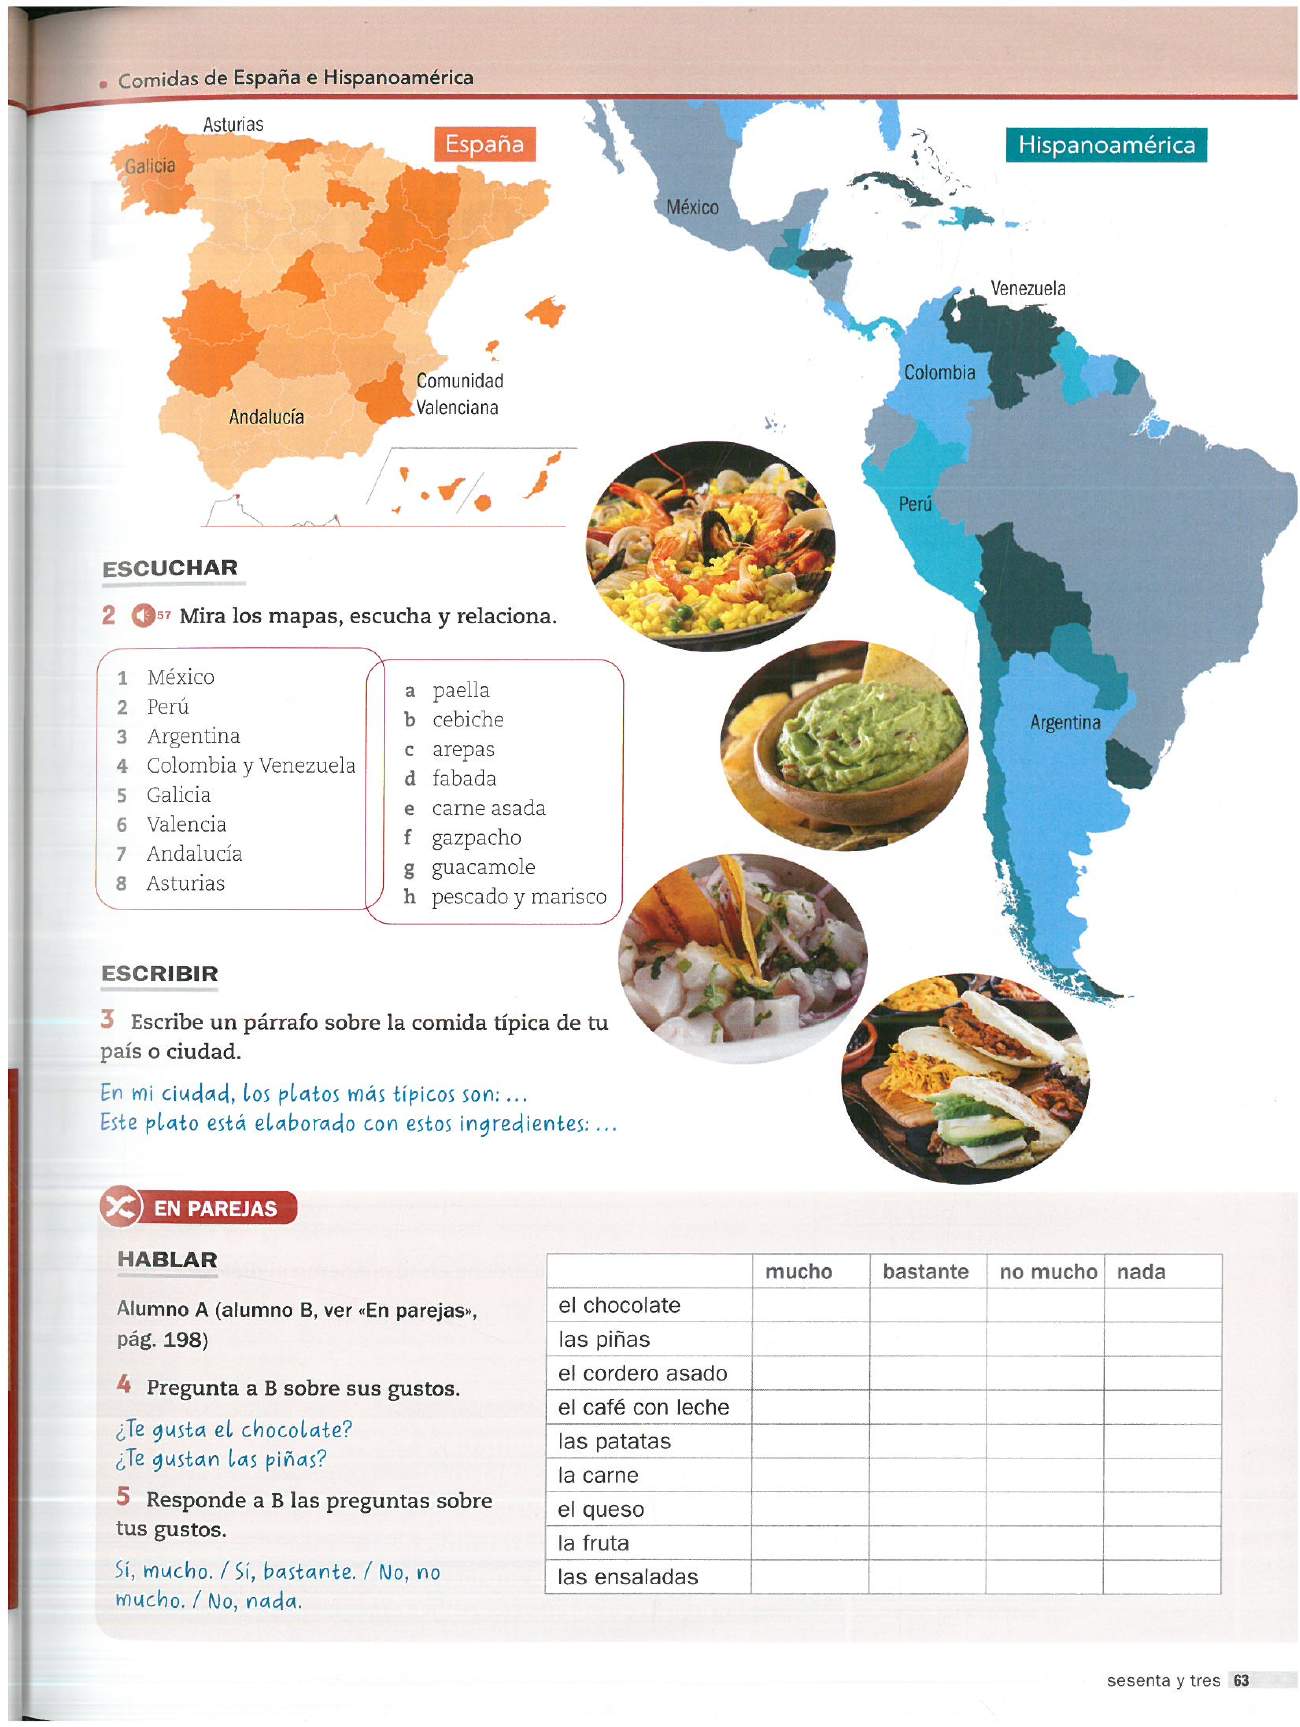 Comidas de España e Hispanoamérica
Asturias
España
Galicia
Hispanoamérica
México
Venezuela
Colombia
Comunidad
Valenciana
Andalucía
Perú
Argentina
ESCUCHAR
2 57 Mira los mapas, escucha y relaciona.
1 México
2 Perú
3 Argentina
4 Colombia y Venezuela
5 Galicia
6 Valencia
7 Andalucía
8 Asturias
a paella
b cebiche
c arepas
d fabada
e carne asada
f gazpacho
g guacamole
h pescado y marisco
ESCRIBIR
3 Escribe un párrafo sobre la comida típica de tu
país o ciudad.
En mi ciudad, los platos más típicos son: ...
Este plato está elaborado con estos ingredientes: ...
EN PAREJAS
HABLAR
Alumno A (alumno B, ver «En parejas»,
pág. 198)
4 Pregunta a B sobre sus gustos.
¿Te gusta el chocolate?
¿Te gustan las piñas?
5 Responde a B las preguntas sobre
tus gustos.
Sí, mucho. / Sí, bastante. / No, no
mucho. / No, nada.
mucho bastante no mucho nada
el chocolate
las piñas
el cordero asado
el café con leche
las patatas
la carne
el queso
la fruta
las ensaladas
sesenta y tres 63